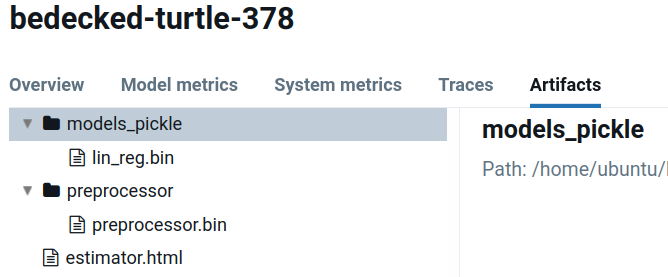 bedecked-turtle-378
Overview Model metrics System metrics Traces Artifacts
models_pickle
lin_reg.bin
preprocessor
preprocessor.bin
estimator.html
models_pickle
Path: /home/ubuntu/